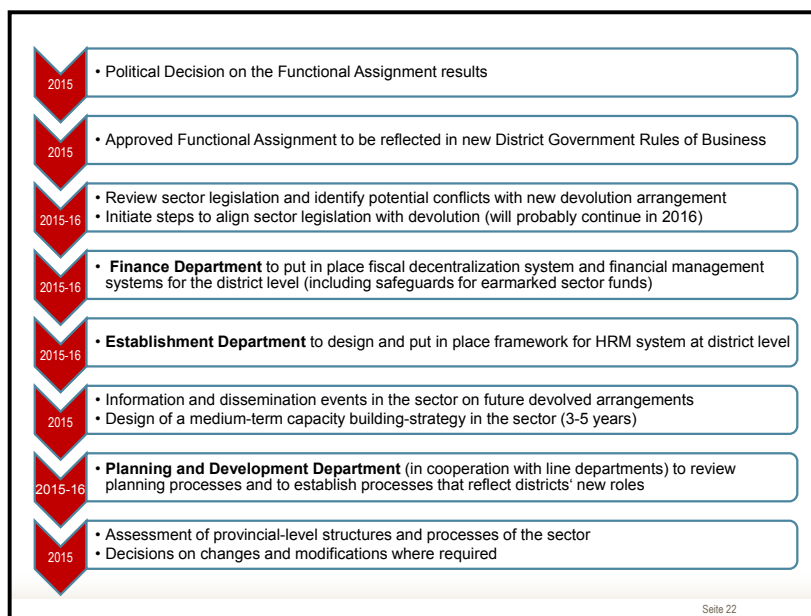 2015
• Political Decision on the Functional Assignment results
2015
• Approved Functional Assignment to be reflected in new District Government Rules of Business
2015-16
• Review sector legislation and identify potential conflicts with new devolution arrangement
• Initiate steps to align sector legislation with devolution (will probably continue in 2016)
2015-16
• Finance Department to put in place fiscal decentralization system and financial management
systems for the district level (including safeguards for earmarked sector funds)
2015-16
• Establishment Department to design and put in place framework for HRM system at district level
2015
• Information and dissemination events in the sector on future devolved arrangements
• Design of a medium-term capacity building-strategy in the sector (3-5 years)
2015-16
• Planning and Development Department (in cooperation with line departments) to review
planning processes and to establish processes that reflect districts‘ new roles
2015
• Assessment of provincial-level structures and processes of the sector
• Decisions on changes and modifications where required
Seite 22